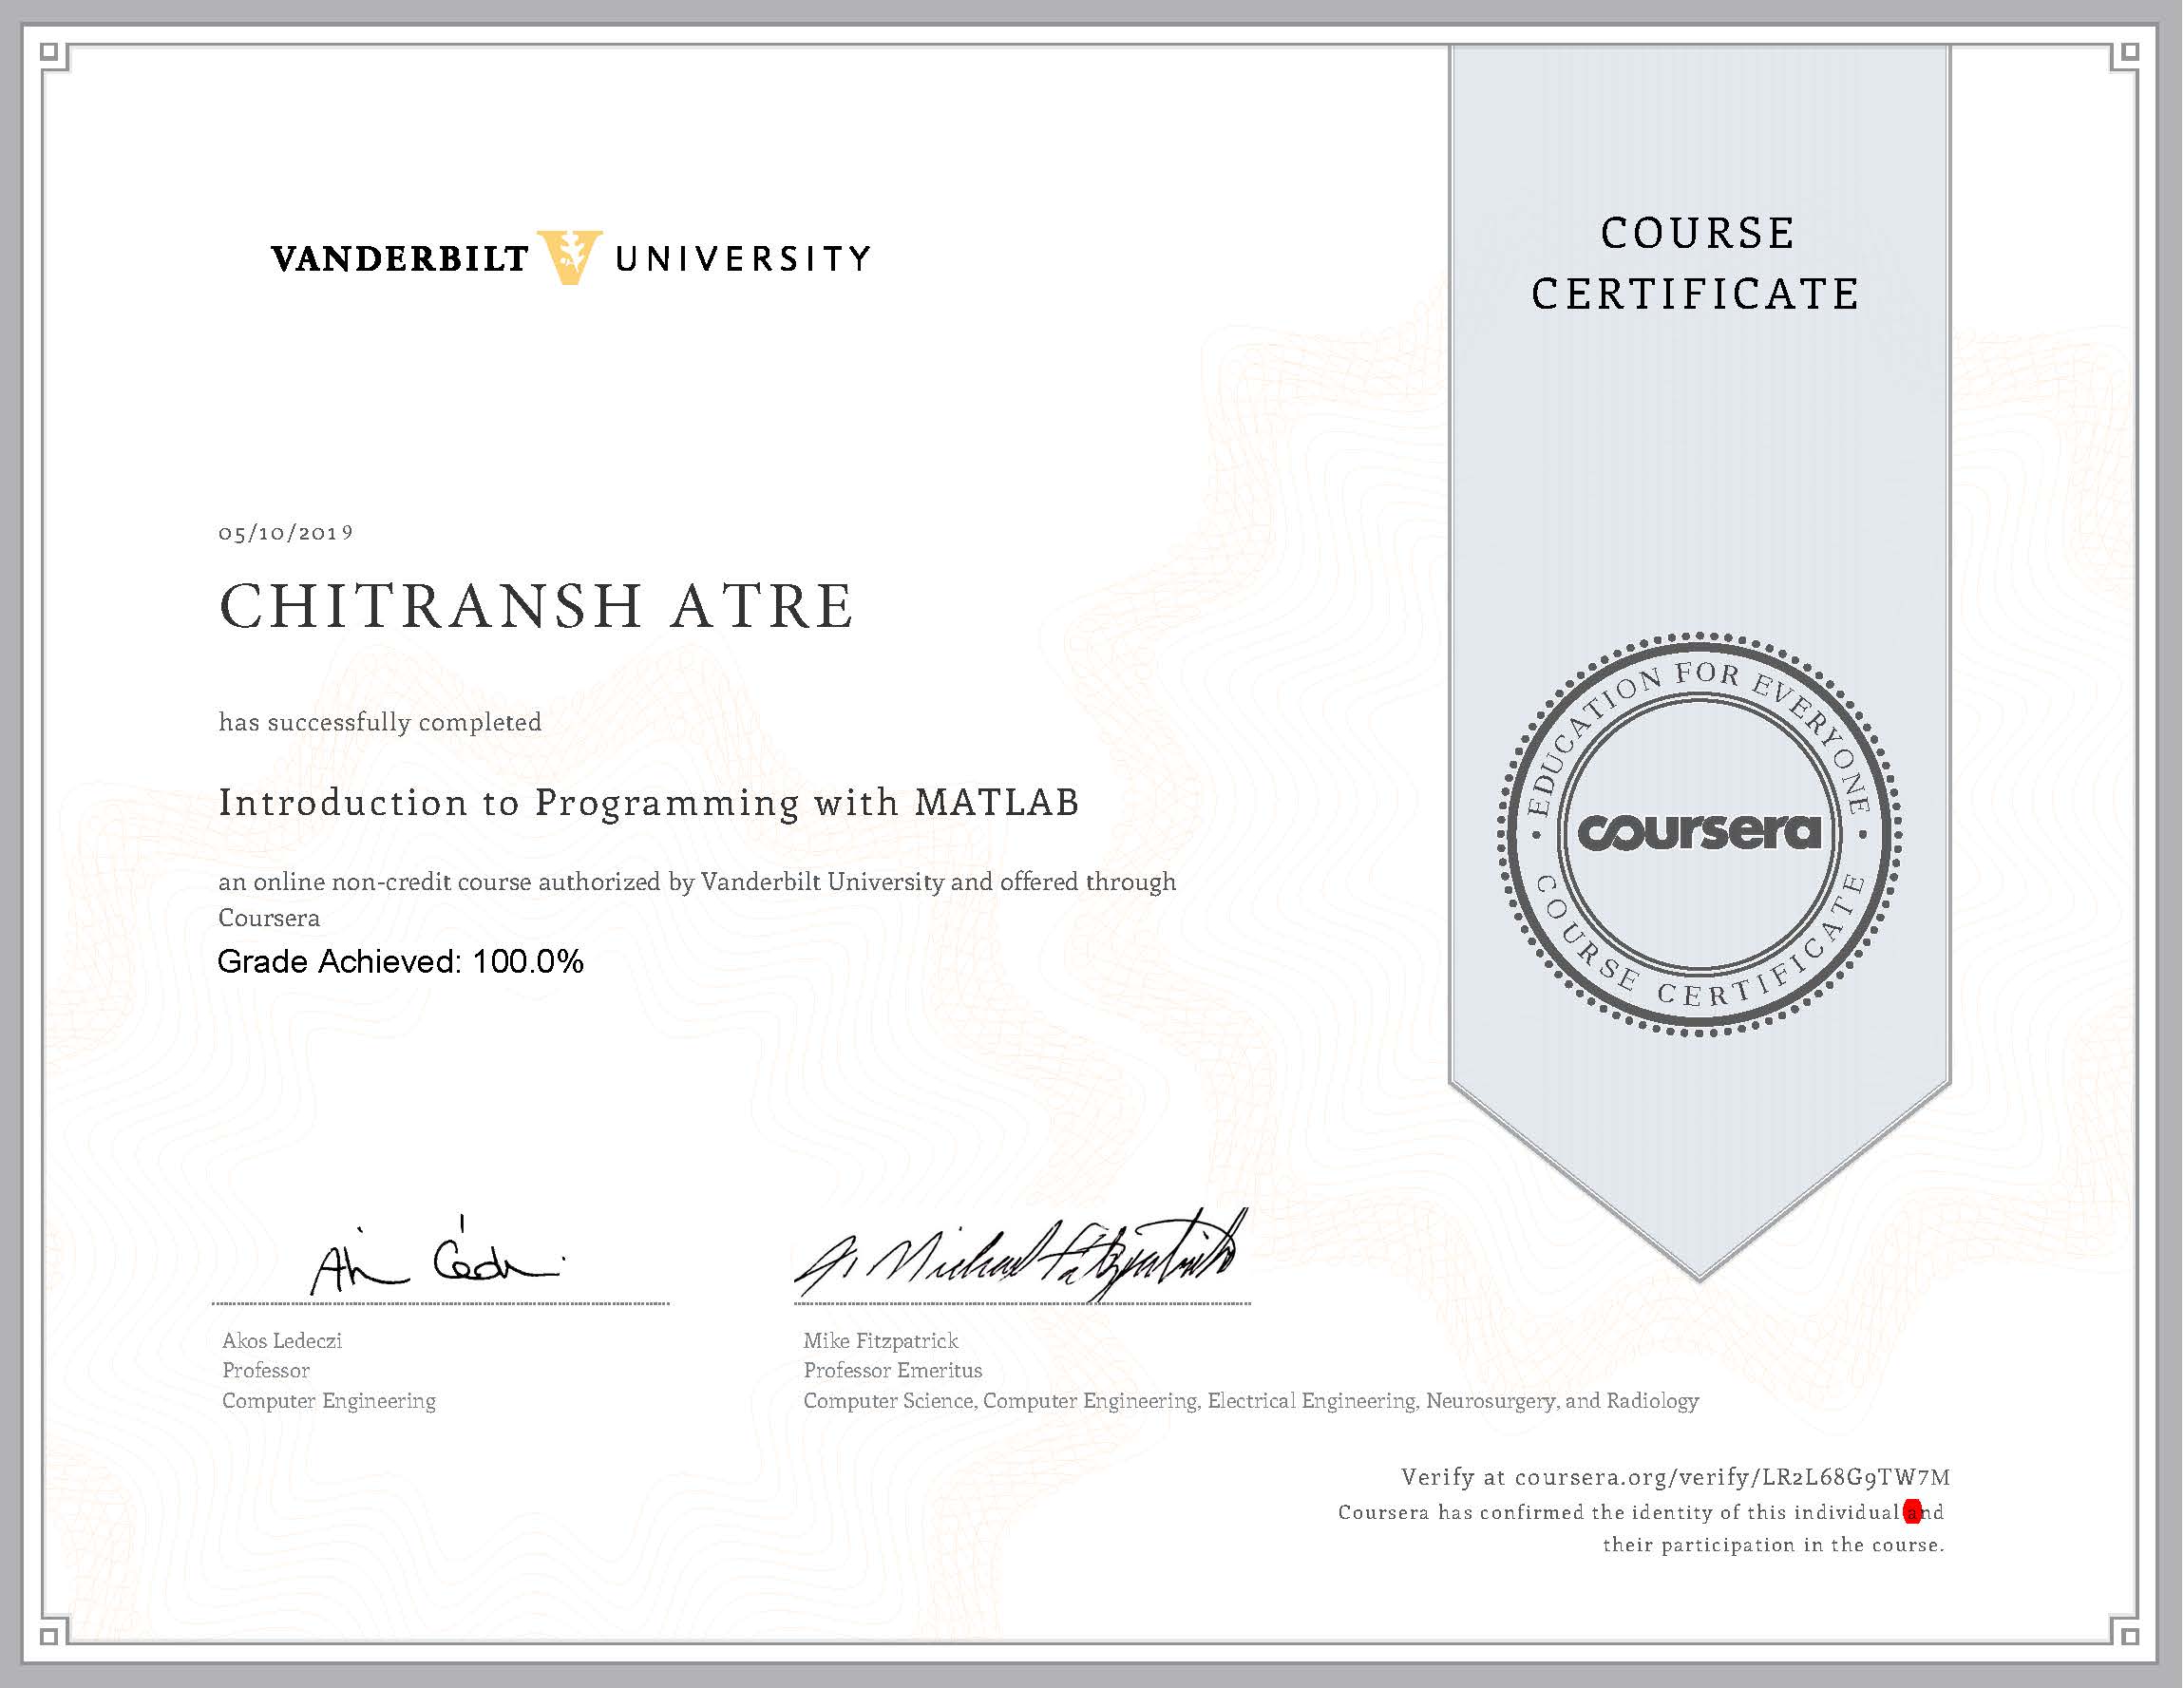 VANDERBILT UNIVERSITY
COURSE
CERTIFICATE
05/10/2019
CHITRANSH ATRE
has successfully completed
Introduction to Programming with MATLAB
an online non-credit course authorized by Vanderbilt University and offered through
Coursera
Grade Achieved: 100.0%
EDUCATION FOR EVERYONE
coursera
COURSE CERTIFICATE
J. Michael Fitzpatrick
Akos Ledeczi
Professor
Computer Engineering
Mike Fitzpatrick
Professor Emeritus
Computer Science, Computer Engineering, Electrical Engineering, Neurosurgery, and Radiology
Verify at coursera.org/verify/LR2L68G9TW7M
Coursera has confirmed the identity of this individual and
their participation in the course.